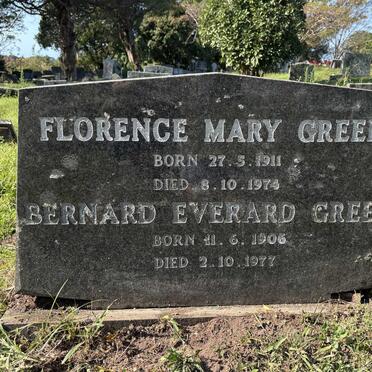 FLORENCE MARY GREE
BORN 27.5.1911
DIED 8.10.1974
BERNARD EVERARD GREE
BORN 11.6.1906
DIED 2.10.1977